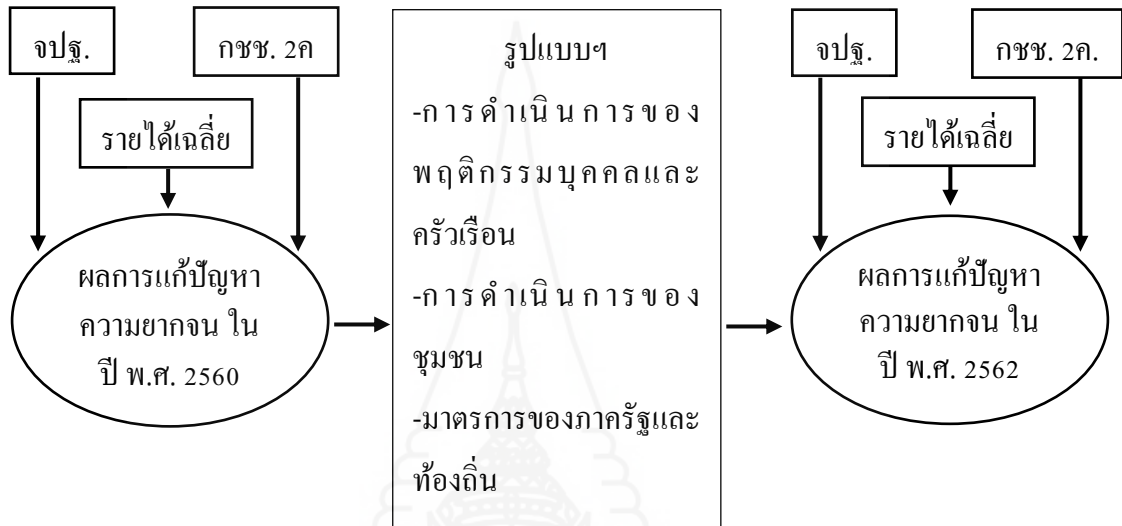 จปฐ.
กชช. 2ค
รายได้เฉลี่ย
ผลการแก้ปัญหา
ความยากจน ใน
ปี พ.ศ. 2560
รูปแบบฯ
-การดำเนินการของ
พฤติกรรมบุคคลและ
ครัวเรือน
-การดำเนินการของ
ชุมชน
-มาตรการของภาครัฐและ
ท้องถิ่น
จปฐ.
กชช. 2ค.
รายได้เฉลี่ย
ผลการแก้ปัญหา
ความยากจน ใน
ปี พ.ศ. 2562